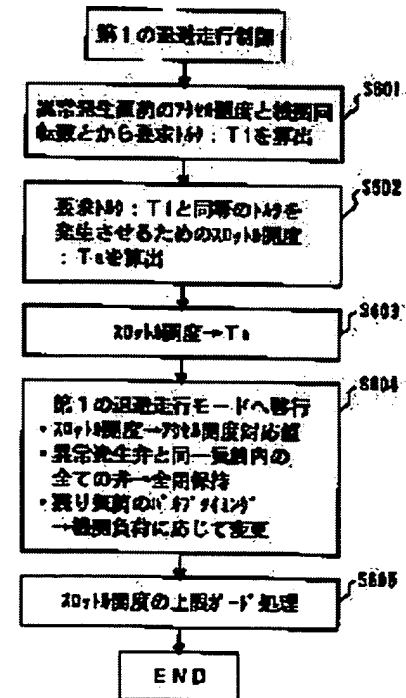 第1の退避走行制御
S601
異常発生直前のｱｸｾﾙ開度と機関回
転数とから要求ﾄﾙｸ：T1を算出
S602
要求ﾄﾙｸ：T1と同等のﾄﾙｸを
発生させるためのｽﾛｯﾄﾙ開度
：Taを算出
S603
ｽﾛｯﾄﾙ開度→Ta
S604
第1の退避走行モードへ移行
・ｽﾛｯﾄﾙ開度→ｱｸｾﾙ開度対応値
・異常発生弁と同一気筒内の
全ての弁→全閉保持
・残り気筒のﾊﾞﾙﾌﾞﾀｲﾐﾝｸﾞ
→機関負荷に応じて変更
S605
ｽﾛｯﾄﾙ開度の上限ｶﾞｰﾄﾞ処理
END